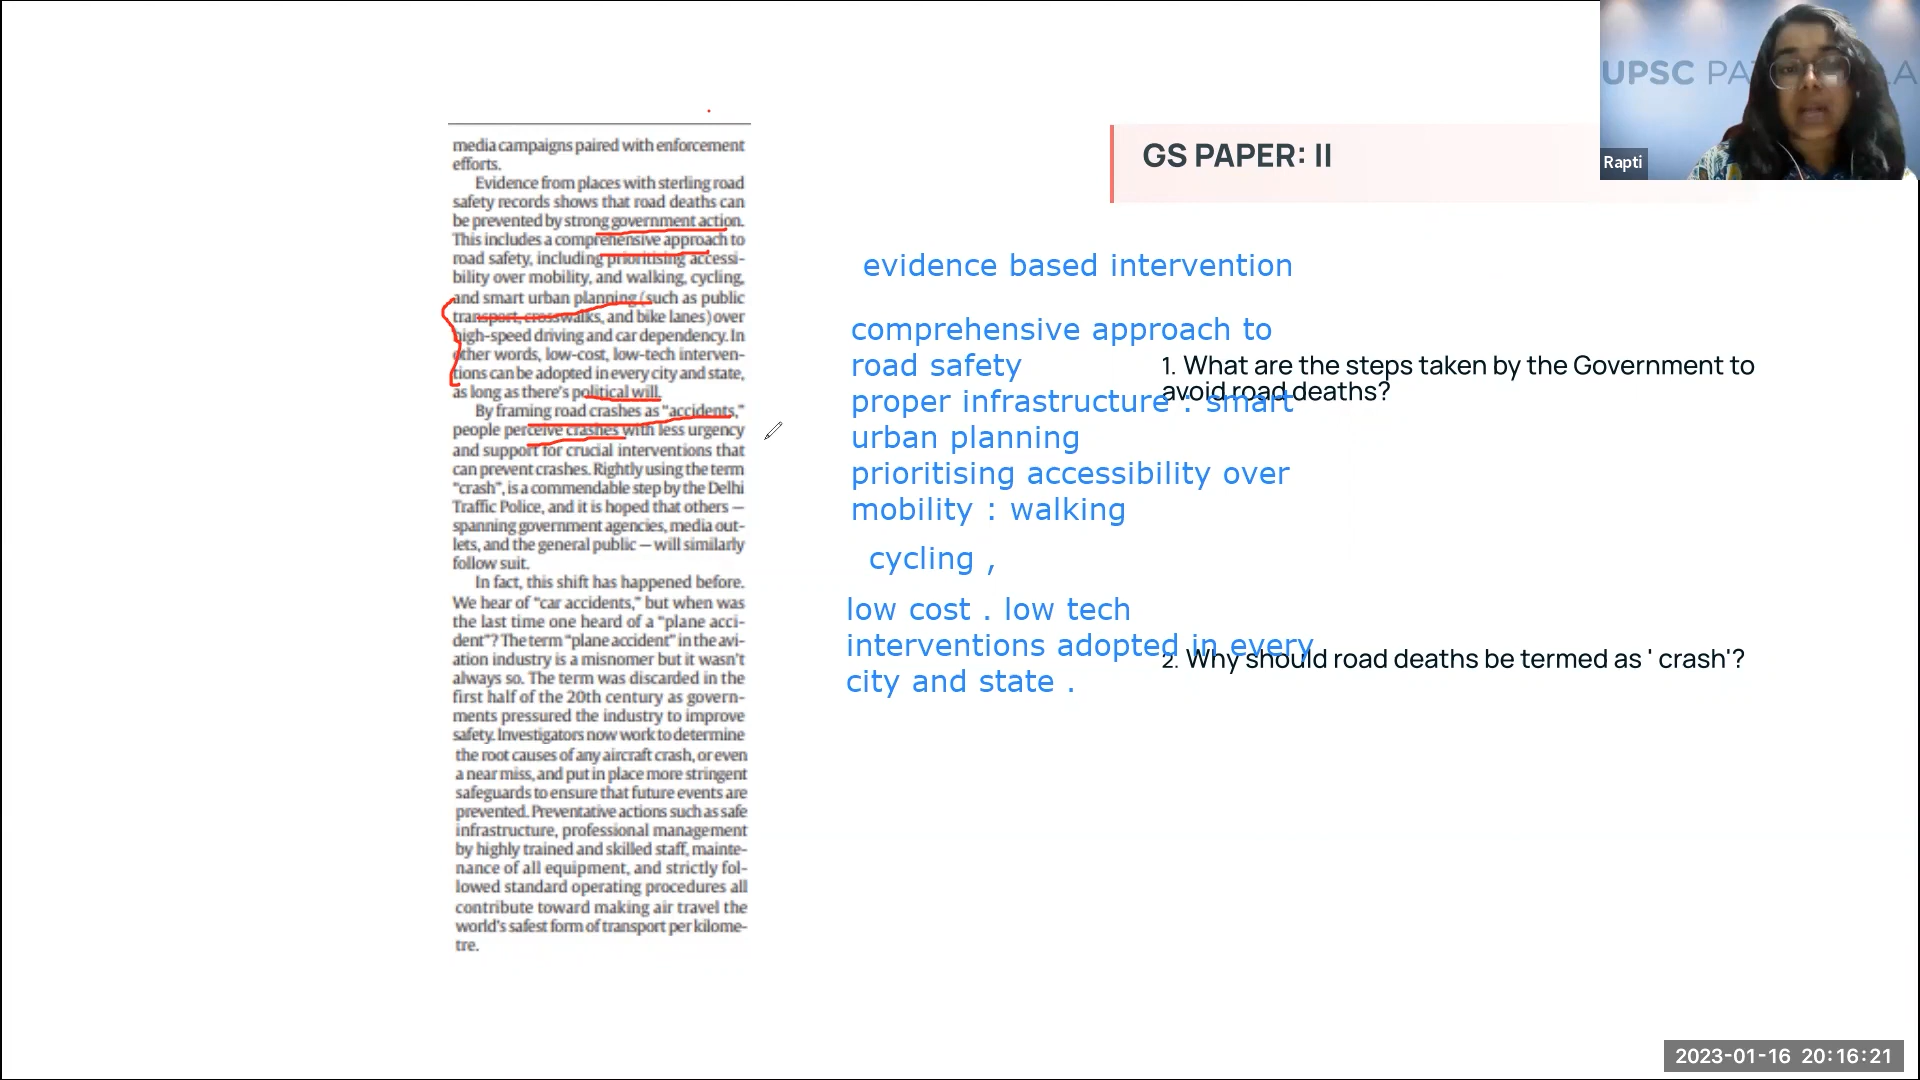 media campaigns paired with enforcement
efforts.
Evidence from places with sterling road
safety records shows that road deaths can
be prevented by strong government action.
This includes a comprehensive approach to
road safety, including prioritising accessi-
bility over mobility, and walking, cycling,
and smart urban planning (such as public
transport, crosswalks, and bike lanes) over
high-speed driving and car dependency. In
other words, low-cost, low-tech interven-
tions can be adopted in every city and state,
as long as there's political will.
By framing road crashes as "accidents,"
people perceive crashes with less urgency
and support for crucial interventions that
can prevent crashes. Rightly using the term
"crash", is a commendable step by the Delhi
Traffic Police, and it is hoped that others —
spanning government agencies, media out-
lets, and the general public — will similarly
follow suit.
In fact, this shift has happened before.
We hear of "car accidents," but when was
the last time one heard of a "plane acci-
dent"? The term "plane accident" in the avi-
ation industry is a misnomer but it wasn't
always so. The term was discarded in the
first half of the 20th century as govern-
ments pressured the industry to improve
safety. Investigators now work to determine
the root causes of any aircraft crash, or even
a near miss, and put in place more stringent
safeguards to ensure that future events are
prevented. Preventative actions such as safe
infrastructure, professional management
by highly trained and skilled staff, mainte-
nance of all equipment, and strictly fol-
lowed standard operating procedures all
contribute toward making air travel the
world's safest form of transport per kilome-
tre.
evidence based intervention
comprehensive approach to
road safety
proper infrastructure : smart
urban planning
prioritising accessibility over
mobility : walking
cycling ,
low cost . low tech
interventions adopted in every
city and state .
GS PAPER: II
1. What are the steps taken by the Government to
avoid road deaths?
2. Why should road deaths be termed as ' crash'?
UPSC
Rapti
2023-01-16 20:16:21